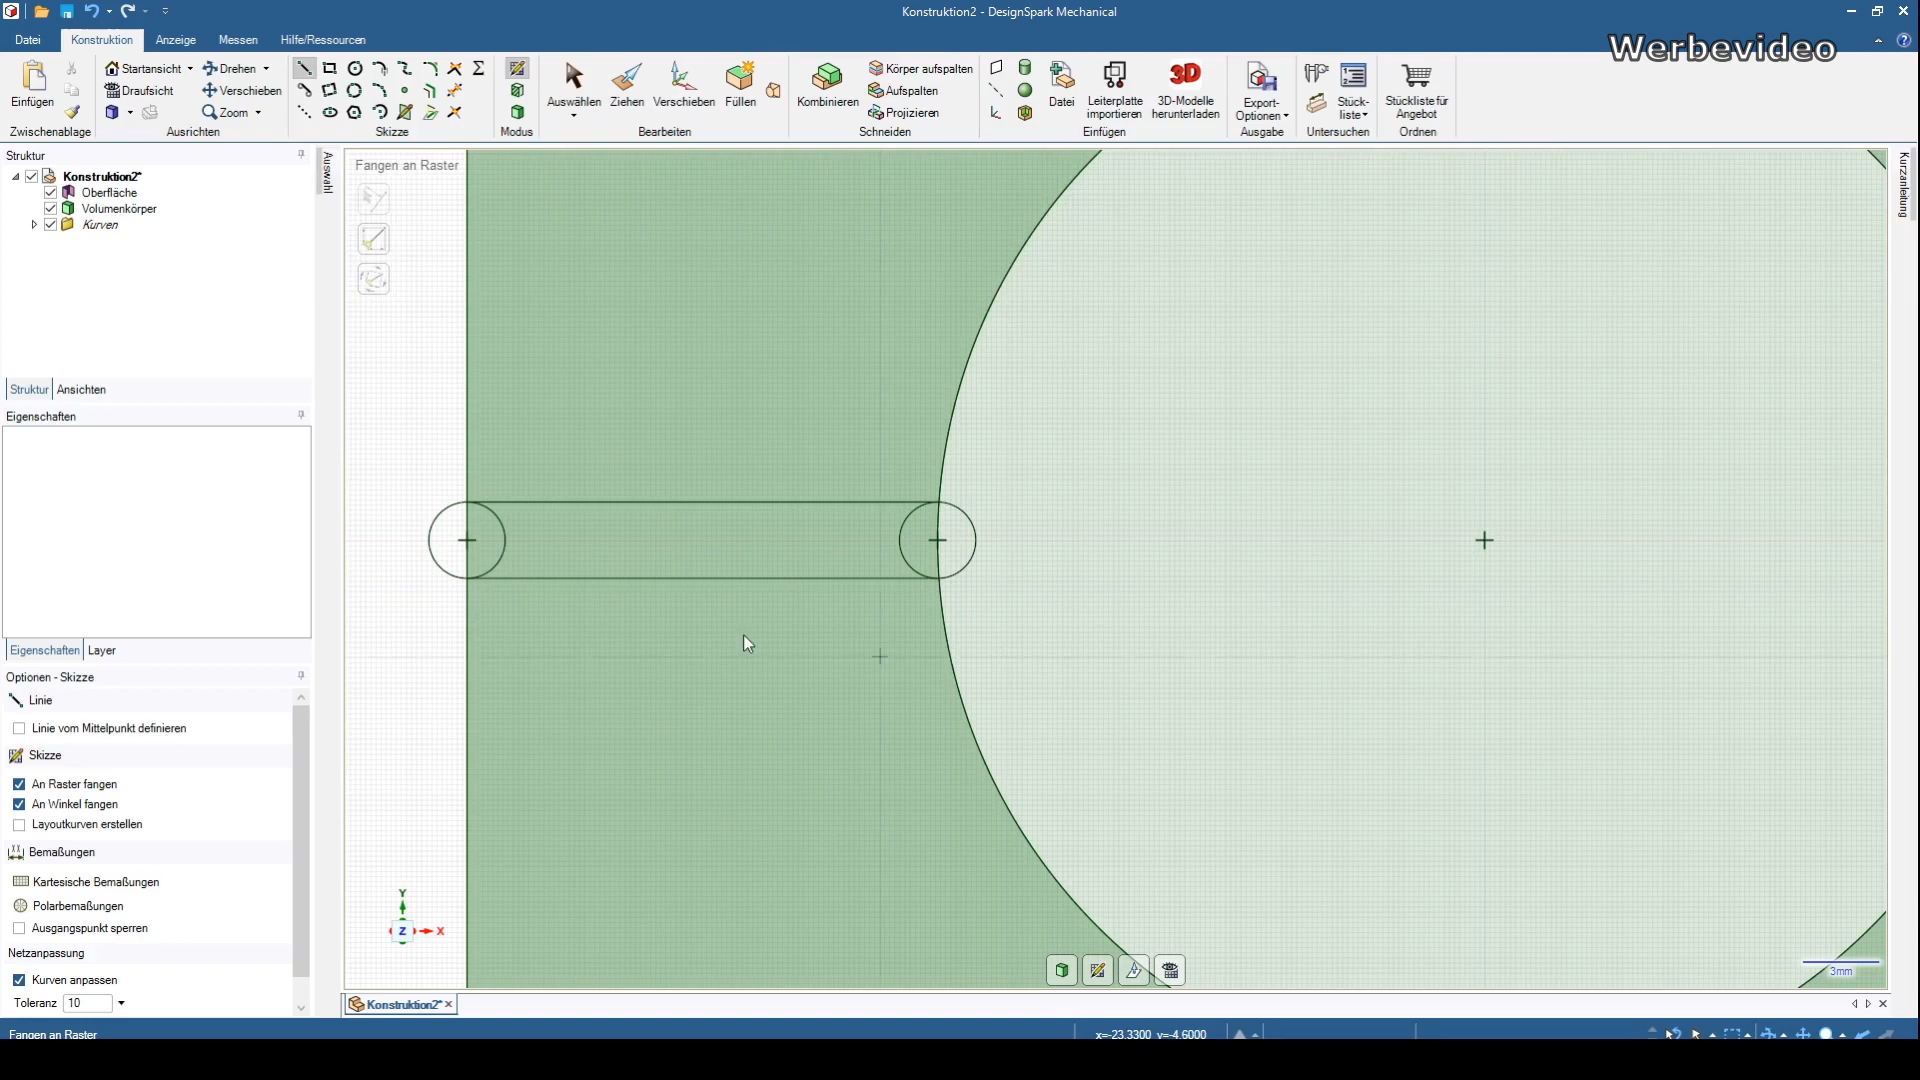 Konstruktion2 - DesignSpark Mechanical
Datei
Konstruktion
Anzeige
Messen
Hilfe/Ressourcen
Werbevideo
Einfügen
Zwischenablage
Startansicht
Draufsicht
Drehen
Verschieben
Zoom
Ausrichten
Skizze
Modus
Auswählen
Ziehen
Verschieben
Füllen
Bearbeiten
Kombinieren
Körper aufspalten
Aufspalten
Projizieren
Schneiden
Datei
Leiterplatte
importieren
3D
3D-Modelle
herunterladen
Einfügen
Export-
Optionen
Ausgabe
Stück-
liste
Untersuchen
Stückliste für
Angebot
Ordnen
Struktur
Konstruktion2*
Oberfläche
Volumenkörper
Kurven
Struktur
Ansichten
Eigenschaften
Eigenschaften
Layer
Optionen - Skizze
Linie
Linie vom Mittelpunkt definieren
Skizze
An Raster fangen
An Winkel fangen
Layoutkurven erstellen
Bemaßungen
Kartesische Bemaßungen
Polarbemaßungen
Ausgangspunkt sperren
Netzanpassung
Kurven anpassen
Toleranz 10
Auswahl
Fangen an Raster
Kurzanleitung
Y
Z
X
3mm
Konstruktion2*
Fangen an Raster
x=-23.3300 y=-4.6000